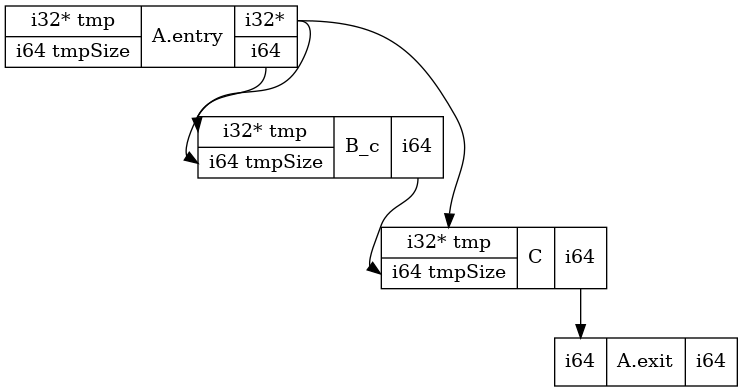 i32* tmp
i64 tmpSize
A.entry
i32*
i64
i32* tmp
i64 tmpSize
B_c
i64
i32* tmp
i64 tmpSize
C
i64
i64
A.exit
i64